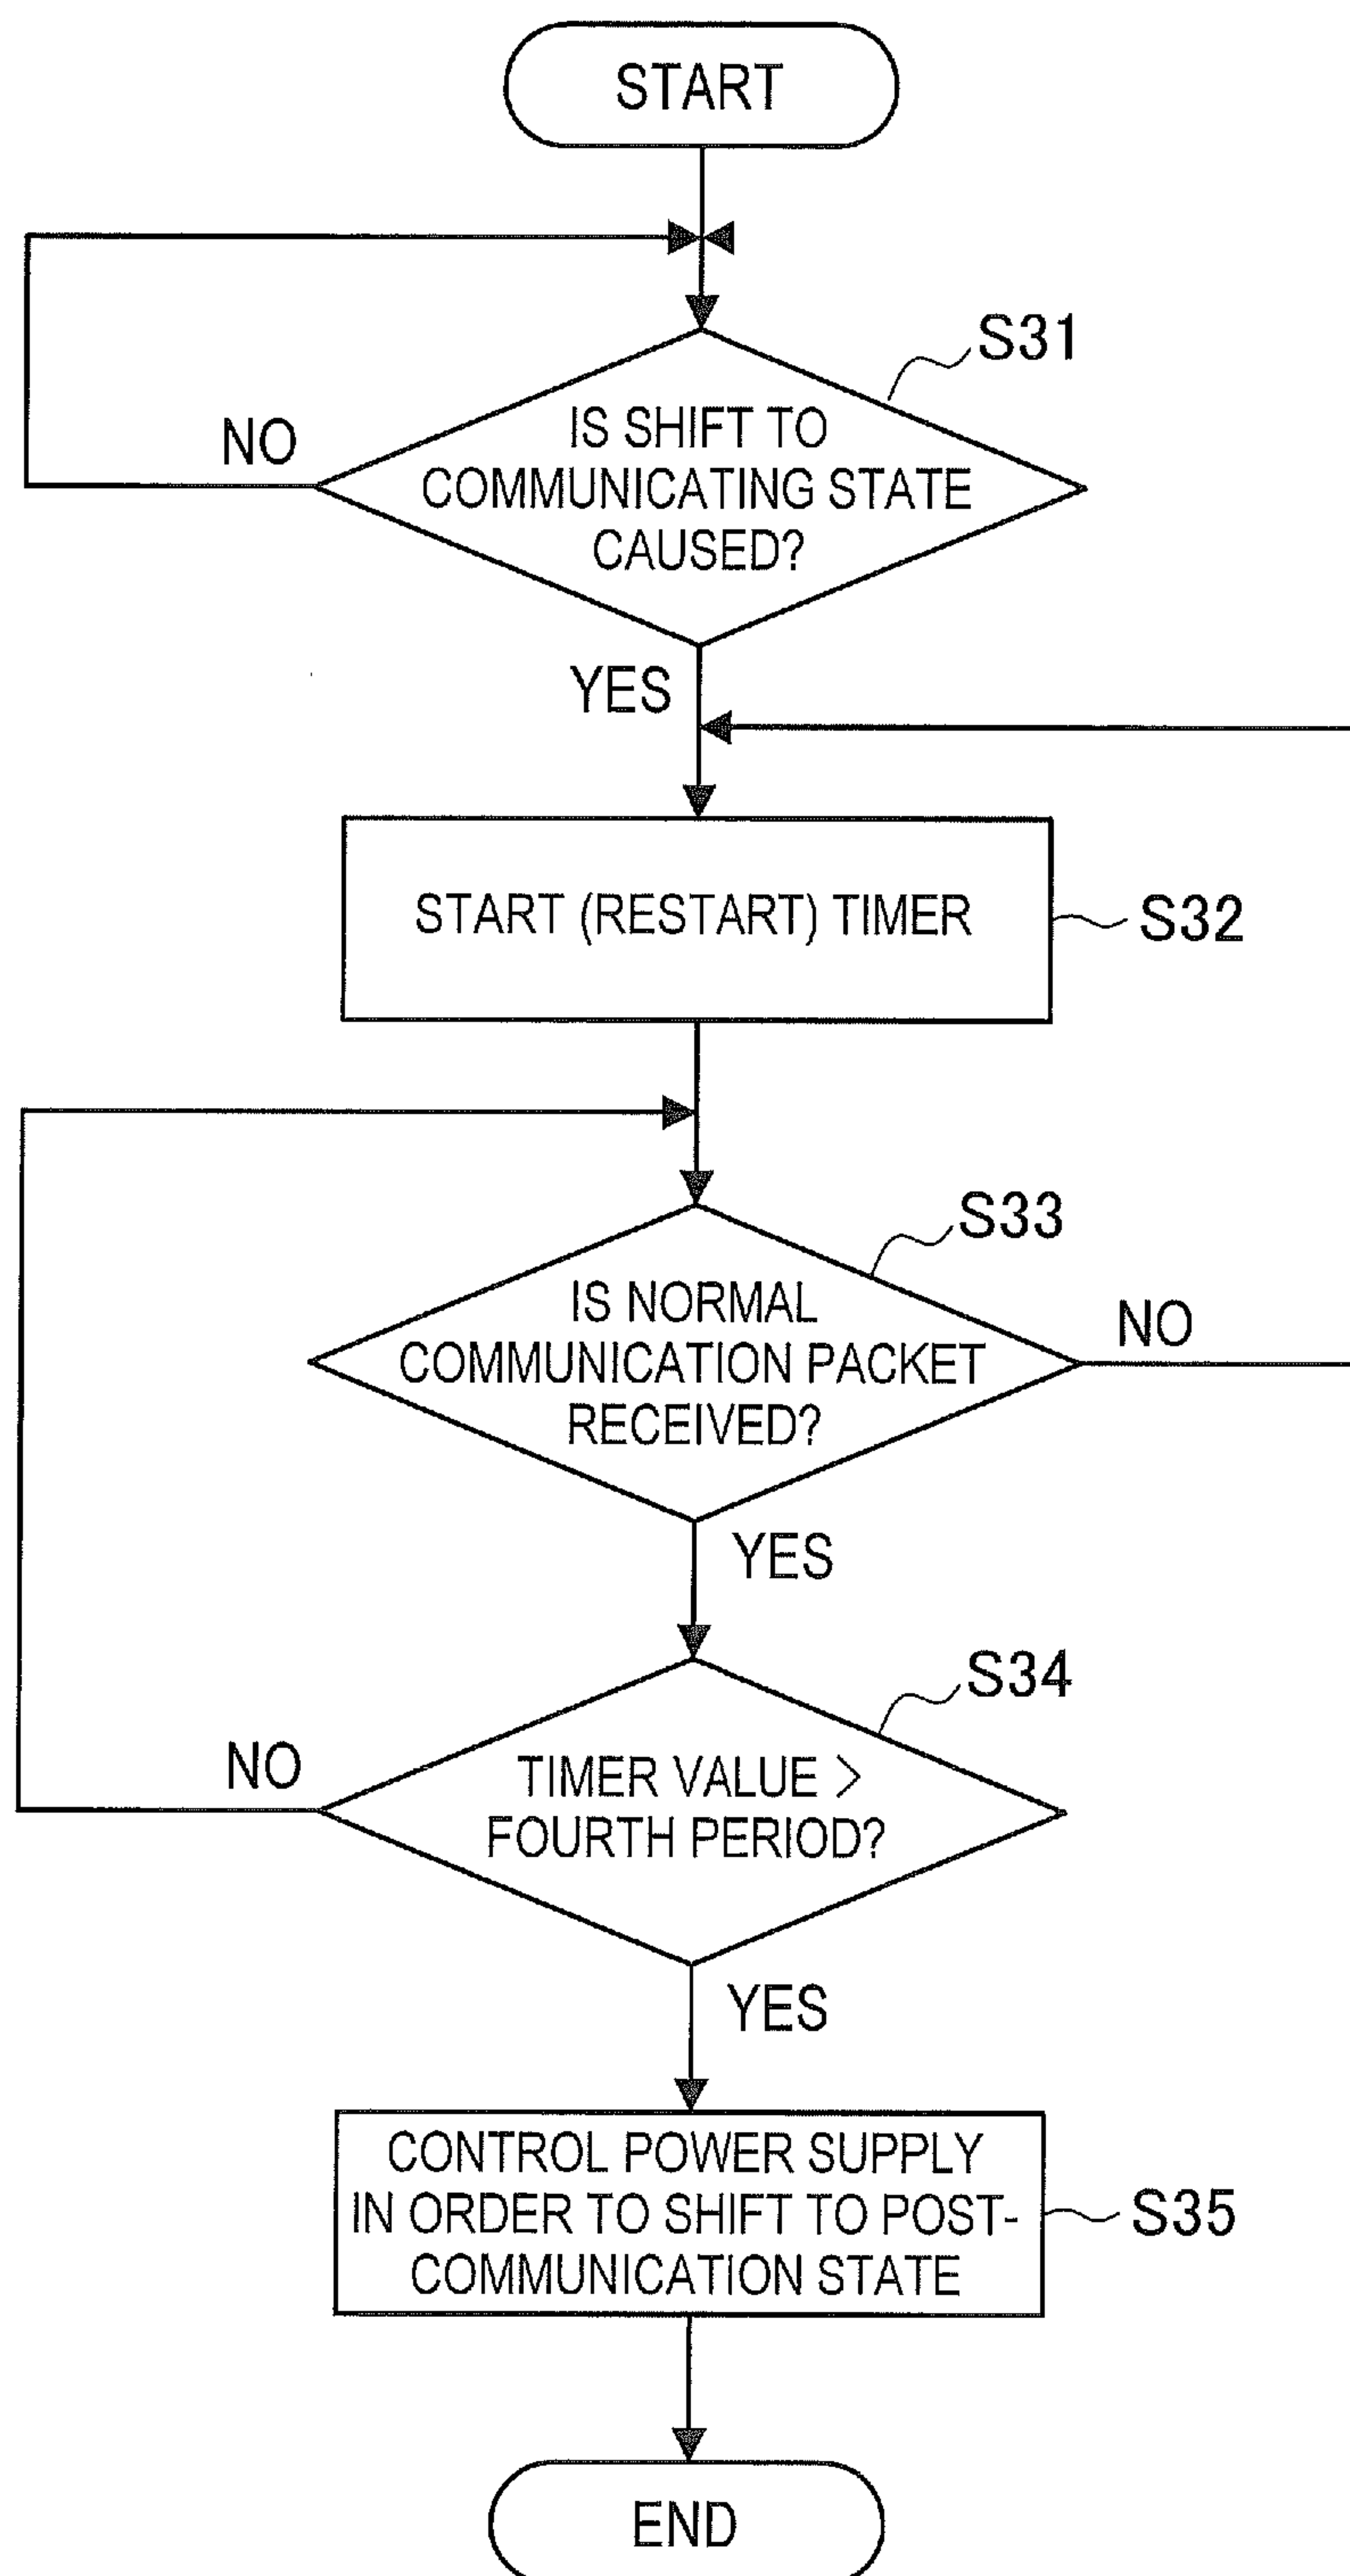 START
S31
IS SHIFT TO
COMMUNICATING STATE
CAUSED?
NO
YES
START (RESTART) TIMER
S32
S33
IS NORMAL
COMMUNICATION PACKET
RECEIVED?
NO
YES
S34
TIMER VALUE >
FOURTH PERIOD?
NO
YES
CONTROL POWER SUPPLY
IN ORDER TO SHIFT TO POST-
COMMUNICATION STATE
S35
END